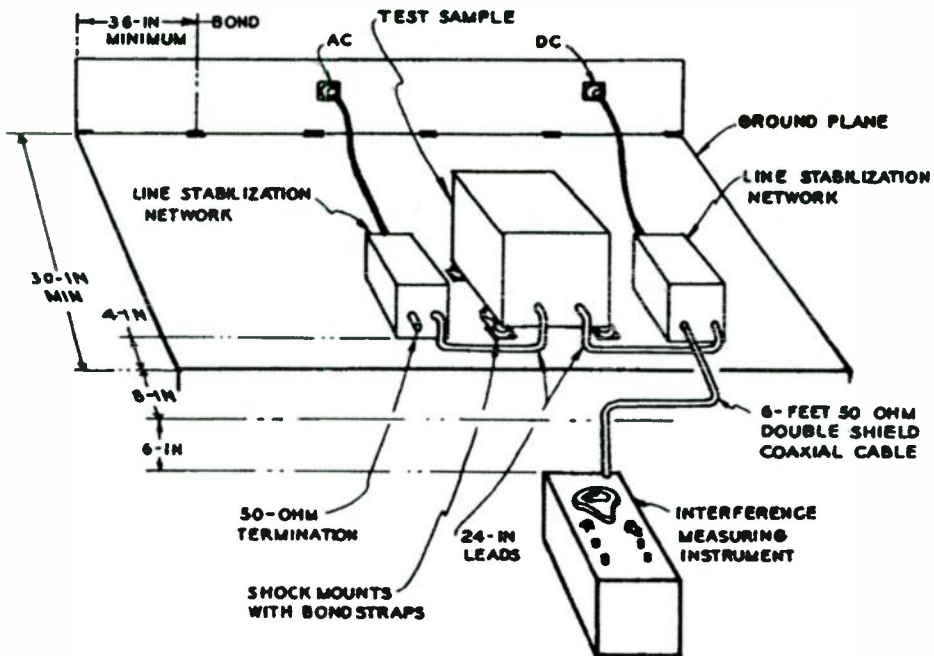 36-IN
MINIMUM
BOND
TEST SAMPLE
AC
DC
GROUND PLANE
LINE STABILIZATION
NETWORK
LINE STABILIZATION
NETWORK
30-IN
MIN
4-IN
8-IN
6-IN
6-FEET 50 OHM
DOUBLE SHIELD
COAXIAL CABLE
50-OHM
TERMINATION
24-IN
LEADS
INTERFERENCE
MEASURING
INSTRUMENT
SHOCK MOUNTS
WITH BOND STRAPS